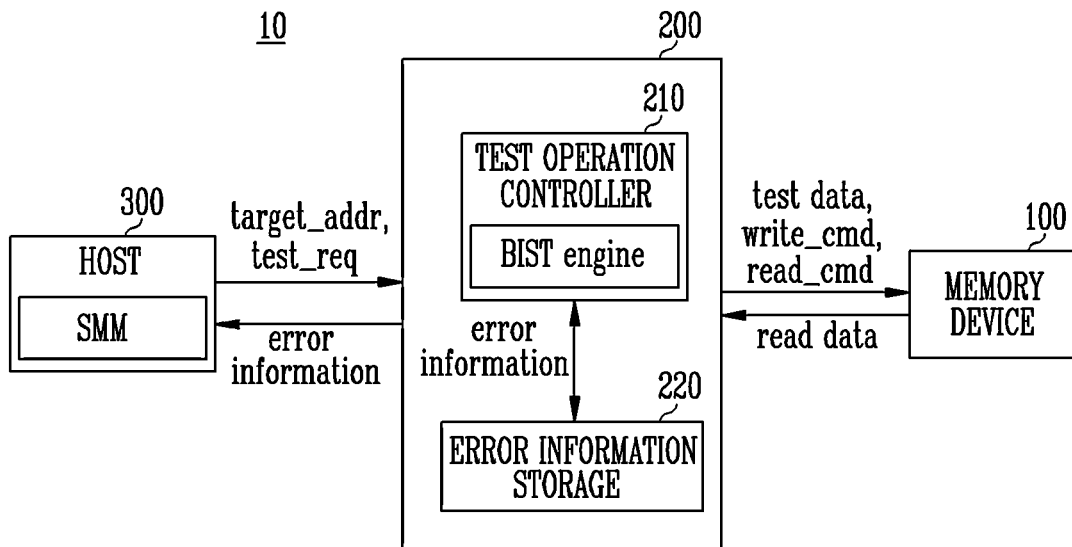 10
200
210
TEST OPERATION
CONTROLLER
BIST engine
300
HOST
SMM
target_addr,
test_req
error
information
error
information
220
ERROR INFORMATION
STORAGE
test data,
write_cmd,
read_cmd
read data
100
MEMORY
DEVICE